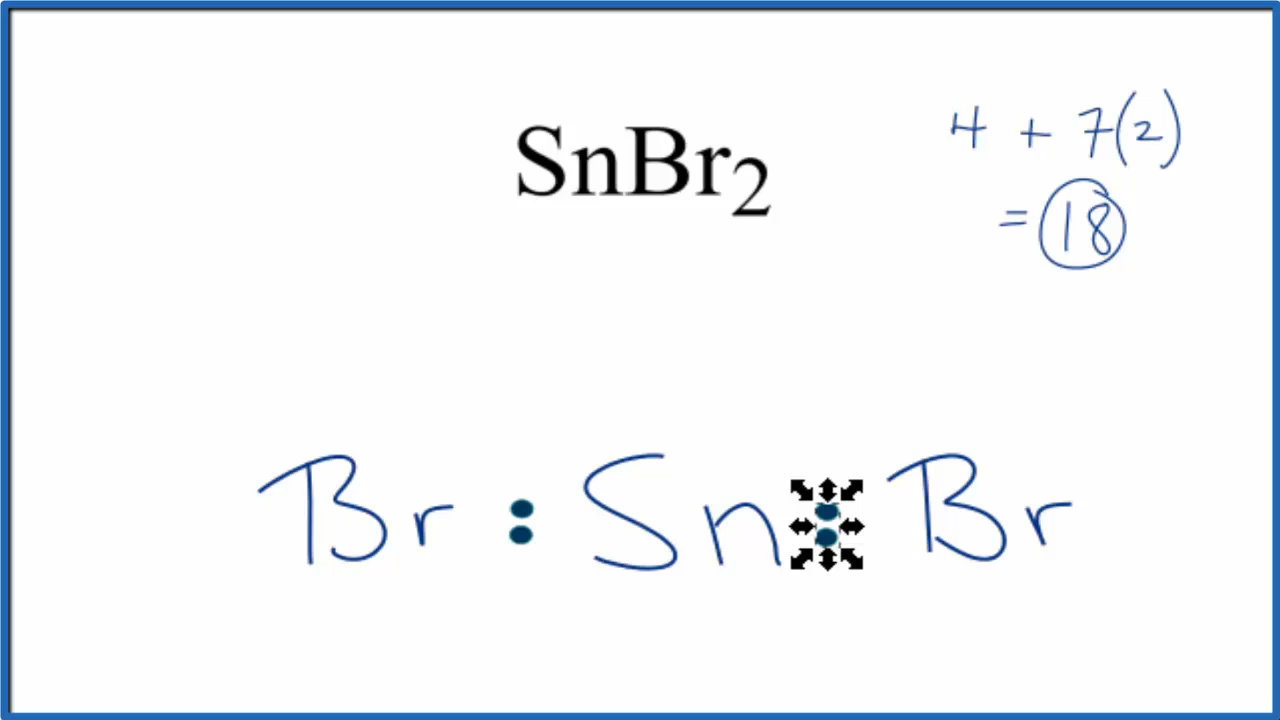 SnBr₂
4 + 7(2)
= 18
Br : Sn : Br